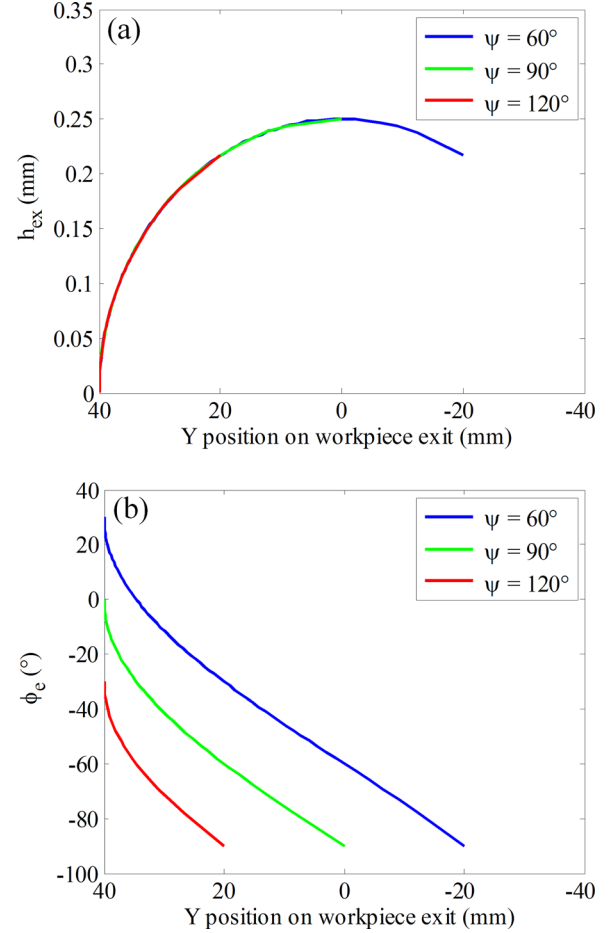 (a)
ψ = 60°
ψ = 90°
ψ = 120°
0.35
0.3
0.25
0.2
0.15
0.1
0.05
0
hex (mm)
40 20 0 -20 -40
Y position on workpiece exit (mm)
(b)
ψ = 60°
ψ = 90°
ψ = 120°
40
20
0
-20
-40
-60
-80
-100
ϕe (°)
40 20 0 -20 -40
Y position on workpiece exit (mm)